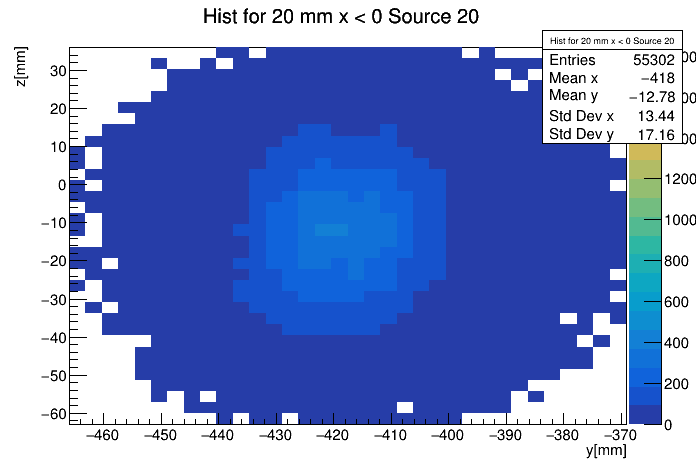 Hist for 20 mm x < 0 Source 20
Hist for 20 mm x < 0 Source 20
Entries 55302
Mean x −418
Mean y −12.78
Std Dev x 13.44
Std Dev y 17.16
z[mm]
30
20
10
0
−10
−20
−30
−40
−50
−60
1200
1000
800
600
400
200
0
−460 −450 −440 −430 −420 −410 −400 −390 −380 −370
y[mm]